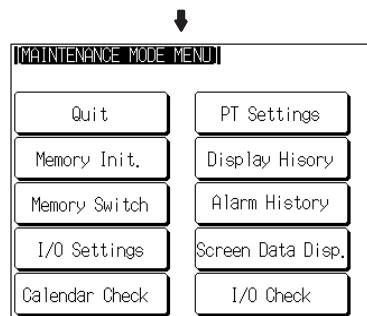 [MAINTENANCE MODE MENU]
Quit
PT Settings
Memory Init.
Display Hisory
Memory Switch
Alarm History
I/O Settings
Screen Data Disp.
Calendar Check
I/O Check